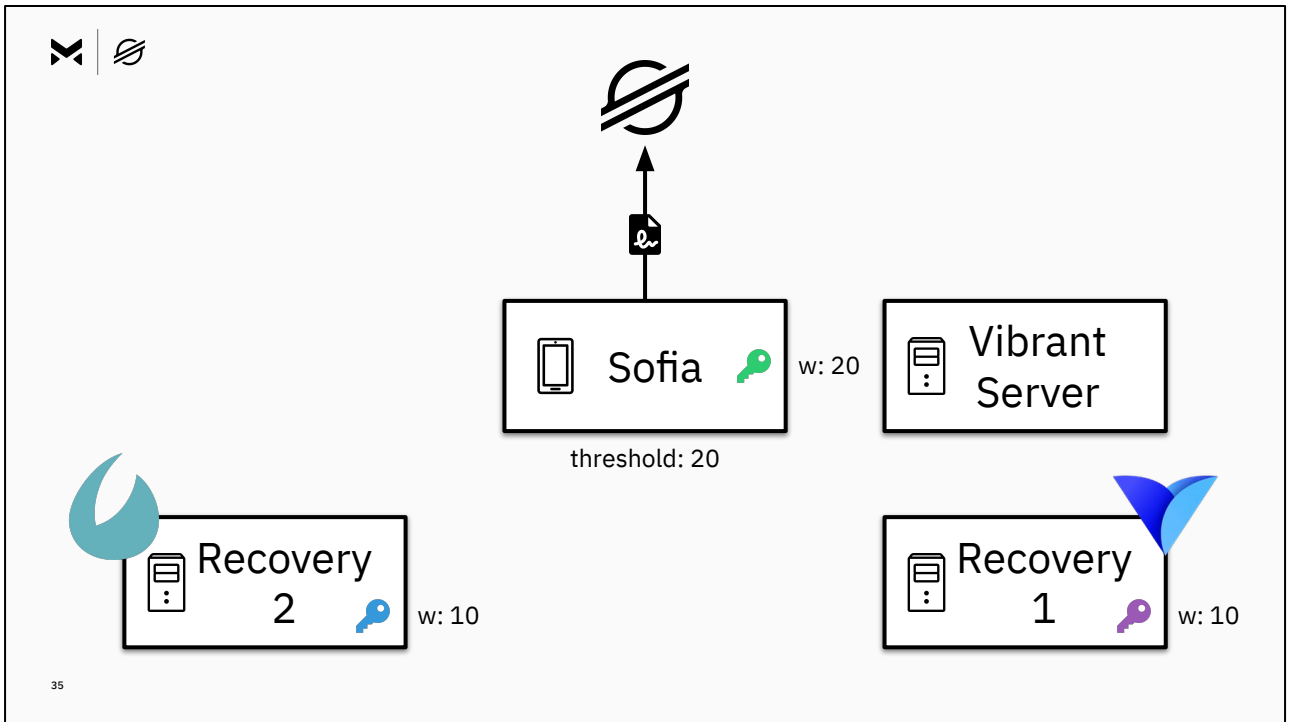 Sofia
w: 20
Vibrant
Server
threshold: 20
Recovery
2
w: 10
Recovery
1
w: 10
35